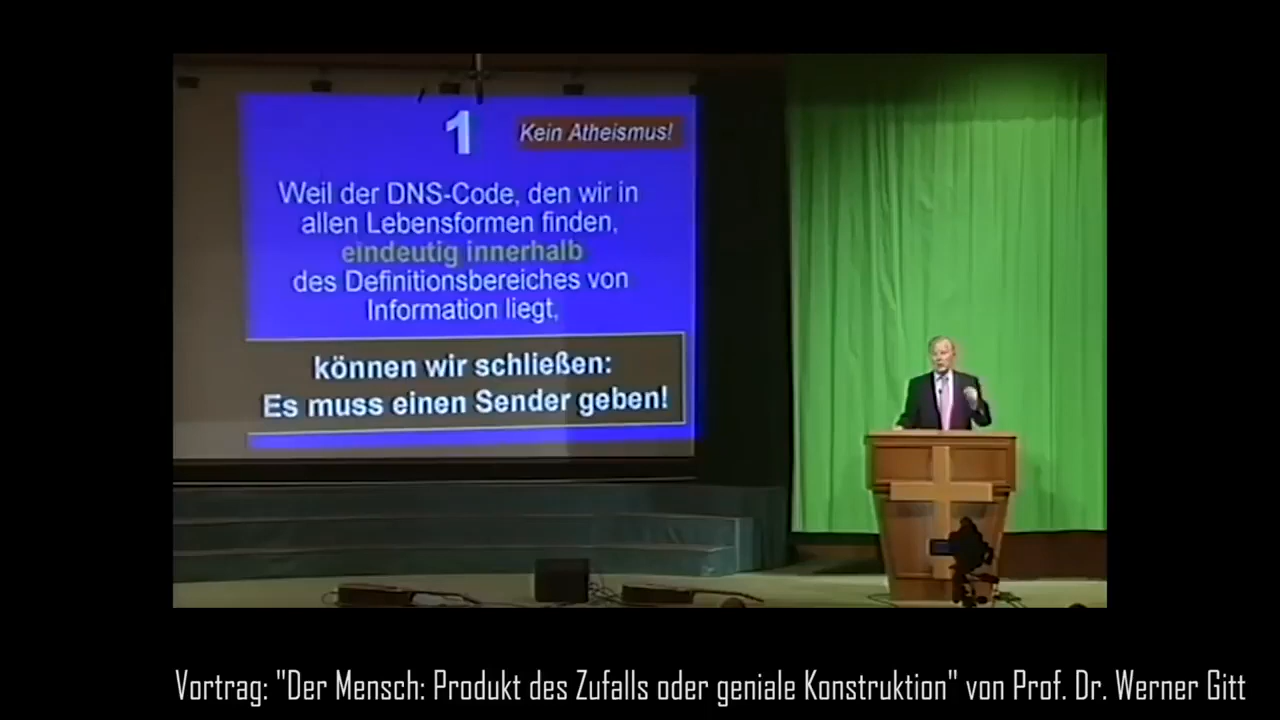 1
Kein Atheismus!
Weil der DNS-Code, den wir in
allen Lebensformen finden,
eindeutig innerhalb
des Definitionsbereiches von
Information liegt,
können wir schließen:
Es muss einen Sender geben!
Vortrag: "Der Mensch: Produkt des Zufalls oder geniale Konstruktion" von Prof. Dr. Werner Gitt